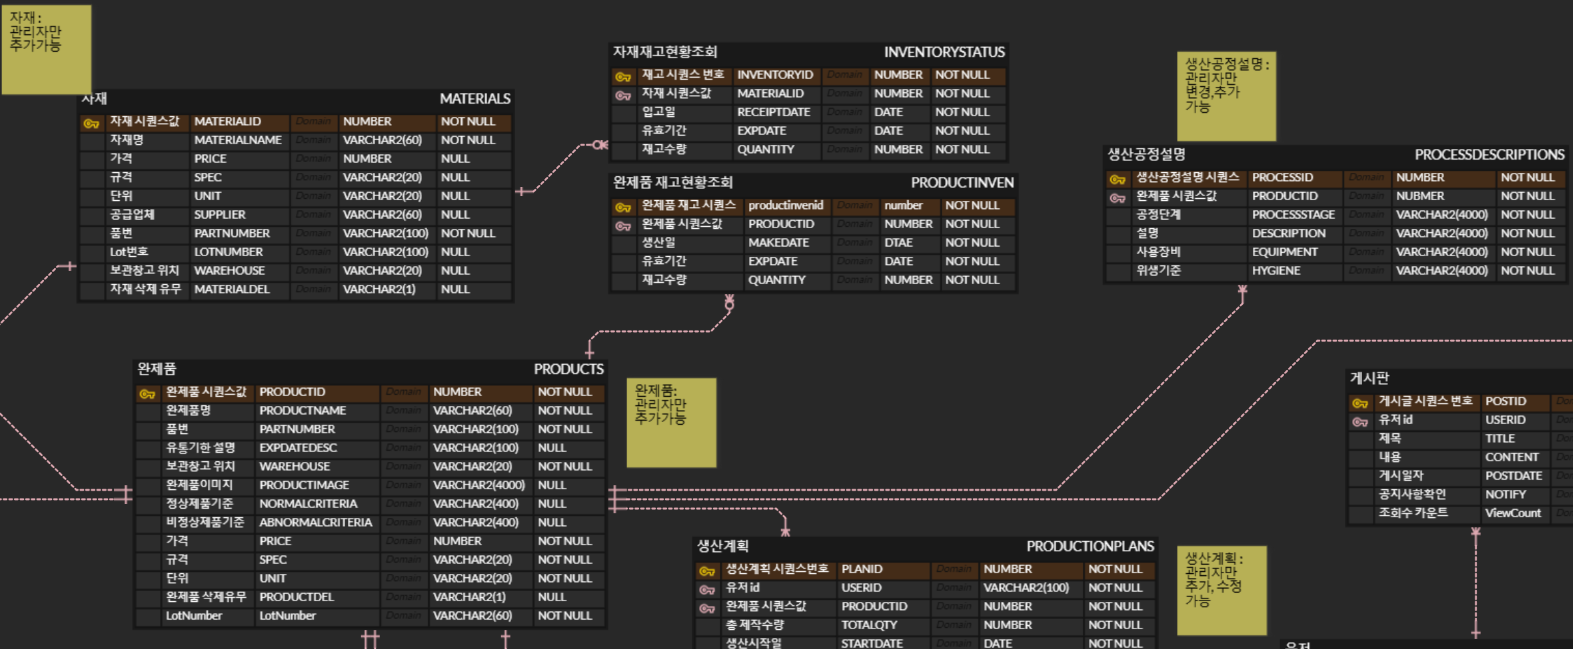 자재 :
관리자만
추가가능
자재 MATERIALS
자재 시퀀스값 MATERIALID Domain NUMBER NOT NULL
자재명 MATERIALNAME Domain VARCHAR2(60) NOT NULL
가격 PRICE Domain NUMBER NULL
규격 SPEC Domain VARCHAR2(20) NULL
단위 UNIT Domain VARCHAR2(20) NULL
공급업체 SUPPLIER Domain VARCHAR2(60) NULL
품번 PARTNUMBER Domain VARCHAR2(100) NOT NULL
Lot번호 LOTNUMBER Domain VARCHAR2(100) NULL
보관창고 위치 WAREHOUSE Domain VARCHAR2(20) NULL
자재 삭제 유무 MATERIALDEL Domain VARCHAR2(1) NULL
자재재고현황조회 INVENTORYSTATUS
재고 시퀀스 번호 INVENTORYID Domain NUMBER NOT NULL
자재 시퀀스값 MATERIALID Domain NUMBER NOT NULL
입고일 RECEIPTDATE Domain DATE NOT NULL
유효기간 EXPDATE Domain DATE NOT NULL
재고수량 QUANTITY Domain NUMBER NOT NULL
완제품 재고현황조회 PRODUCTINVEN
완제품 재고 시퀀스 productinvenid Domain number NOT NULL
완제품 시퀀스값 PRODUCTID Domain NUMBER NOT NULL
생산일 MAKEDATE Domain DTAE NOT NULL
유효기간 EXPDATE Domain DATE NOT NULL
재고수량 QUANTITY Domain NUMBER NOT NULL
생산공정설명 :
관리자만
변경,추가
가능
생산공정설명 PROCESSDESCRIPTIONS
생산공정설명 시퀀스 PROCESSID Domain NUMBER NOT NULL
완제품 시퀀스값 PRODUCTID Domain NUBMER NOT NULL
공정단계 PROCESSSTAGE Domain VARCHAR2(4000) NOT NULL
설명 DESCRIPTION Domain VARCHAR2(4000) NOT NULL
사용장비 EQUIPMENT Domain VARCHAR2(4000) NOT NULL
위생기준 HYGIENE Domain VARCHAR2(4000) NOT NULL
완제품 PRODUCTS
완제품 시퀀스값 PRODUCTID Domain NUMBER NOT NULL
완제품명 PRODUCTNAME Domain VARCHAR2(60) NOT NULL
품번 PARTNUMBER Domain VARCHAR2(100) NOT NULL
유통기한 설명 EXPDATEDESC Domain VARCHAR2(100) NULL
보관창고 위치 WAREHOUSE Domain VARCHAR2(20) NOT NULL
완제품이미지 PRODUCTIMAGE Domain VARCHAR2(4000) NULL
정상제품기준 NORMALCRITERIA Domain VARCHAR2(400) NULL
비정상제품기준 ABNORMALCRITERIA Domain VARCHAR2(400) NULL
가격 PRICE Domain NUMBER NOT NULL
규격 SPEC Domain VARCHAR2(20) NOT NULL
단위 UNIT Domain VARCHAR2(20) NOT NULL
완제품 삭제유무 PRODUCTDEL Domain VARCHAR2(1) NULL
LotNumber LotNumber Domain VARCHAR2(60) NOT NULL
완제품:
관리자만
추가가능
생산계획 PRODUCTIONPLANS
생산계획 시퀀스번호 PLANID Domain NUMBER NOT NULL
유저 id USERID Domain VARCHAR2(100) NOT NULL
완제품 시퀀스값 PRODUCTID Domain NUMBER NOT NULL
총 제작수량 TOTALQTY Domain NUMBER NOT NULL
생산시작일 STARTDATE Domain DATE NOT NULL
게시판
게시글 시퀀스 번호 POSTID
유저 id USERID
제목 TITLE
내용 CONTENT
게시일자 POSTDATE
공지사항확인 NOTIFY
조회수 카운트 ViewCount
생산계획 :
관리자만
추가, 수정
가능
유저